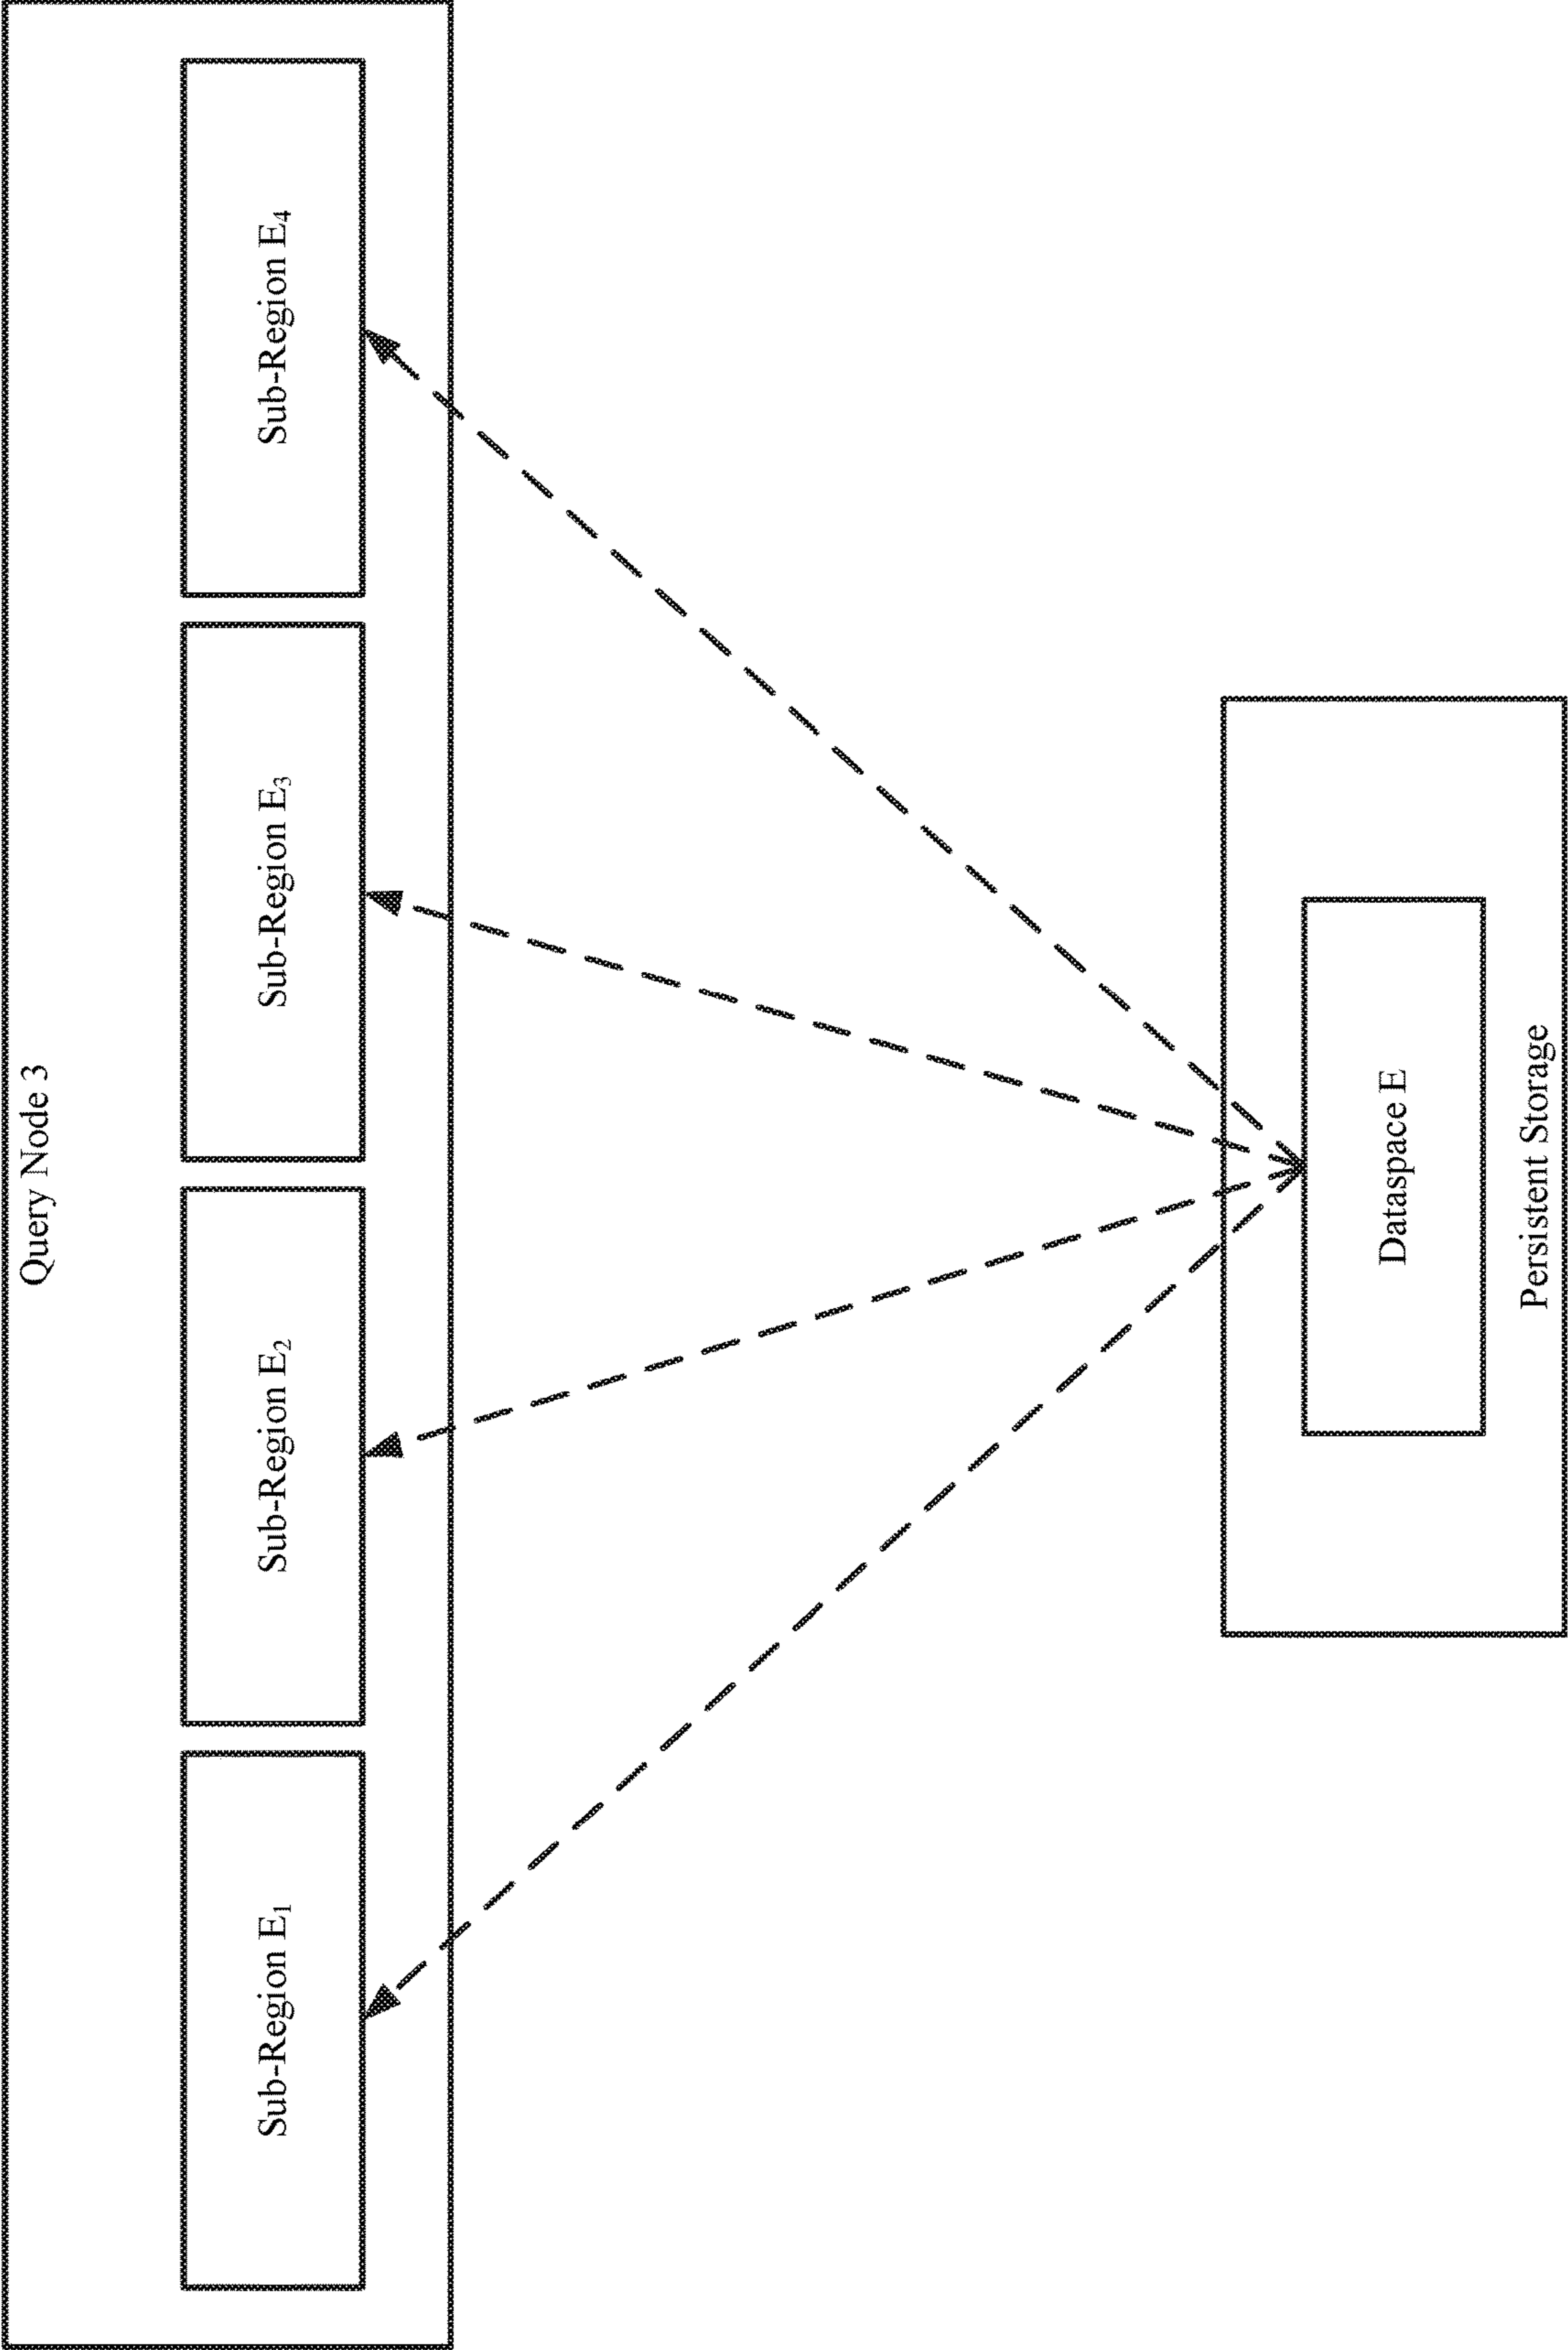 Query Node 3
Sub-Region E₁
Sub-Region E₂
Sub-Region E₃
Sub-Region E₄
Dataspace E
Persistent Storage